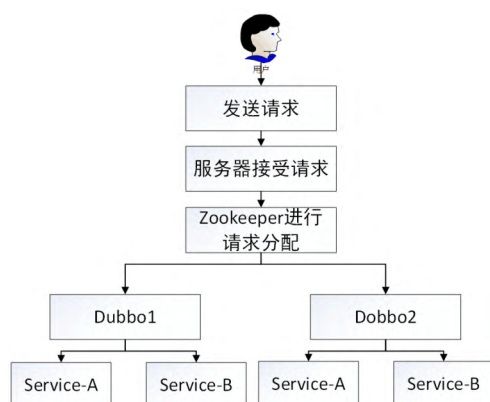 用户
发送请求
服务器接受请求
Zookeeper进行
请求分配
Dubbo1
Dobbo2
Service-A
Service-B
Service-A
Service-B